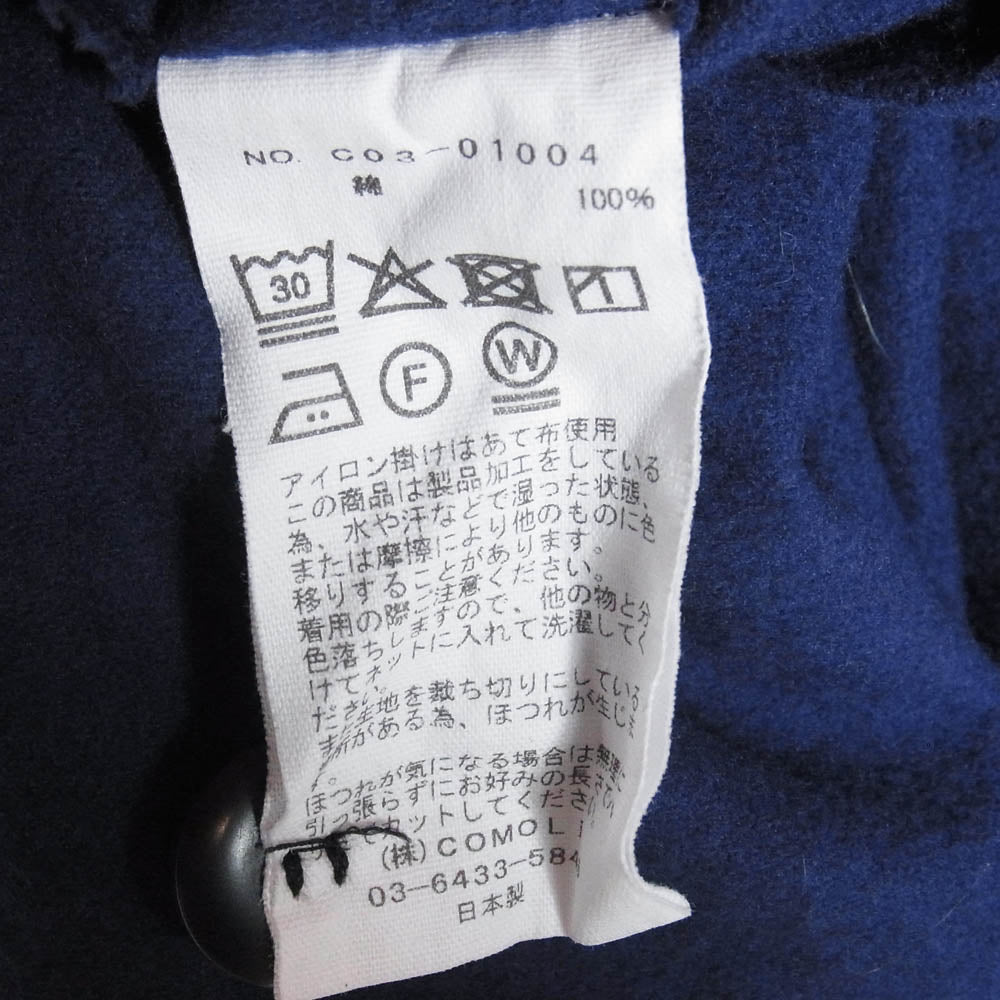 NO. C03-01004
綿 100%
30
F
W
アイロン掛けはあて布使用
この商品は製品加工をしている
為、水や汗などで湿った状態、
または摩擦により他のものに色
移りすることがあります。
着用の際ご注意ください。
色落ちしますので、他の物と分
けてネットに入れて洗濯してく
ださい。
生地を裁ち切りにしている
所がある為、ほつれが生じま
す。
ほつれが気になる場合は無理に
引っ張らずにお好みの長さ
でカットしてください。
(株)COMOLI
03-6433-584
日本製